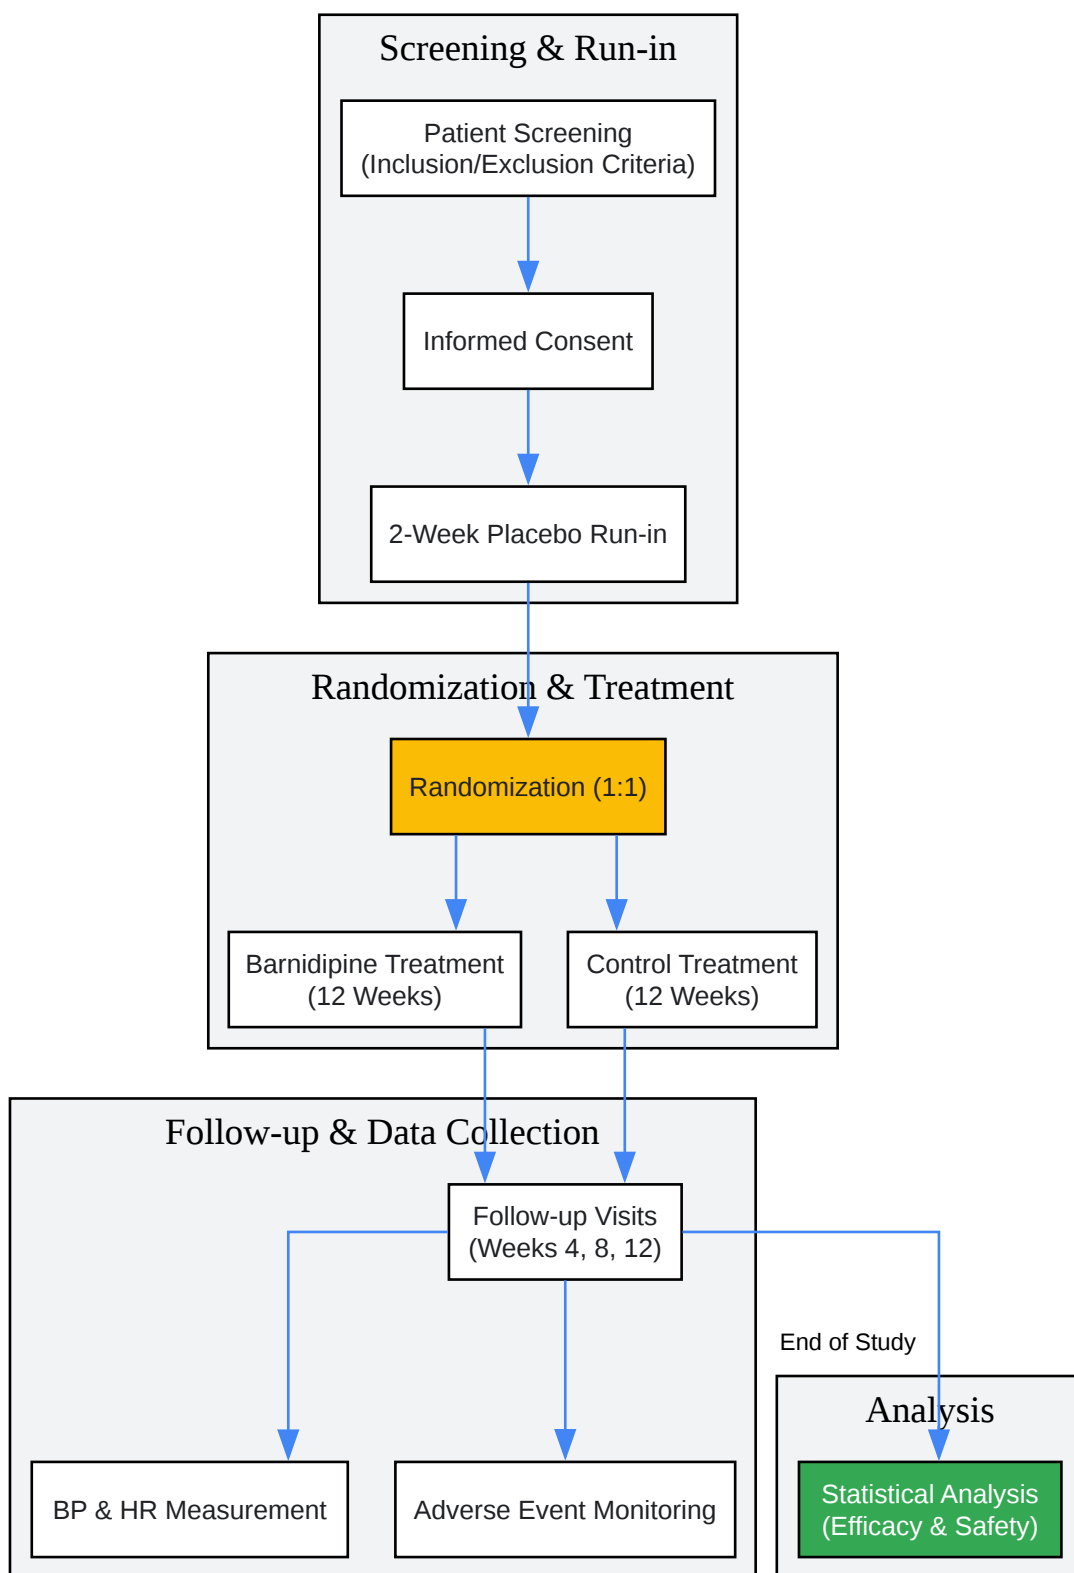 Screening & Run-in
Patient Screening
(Inclusion/Exclusion Criteria)
Informed Consent
2-Week Placebo Run-in
Randomization & Treatment
Randomization (1:1)
Barnidipine Treatment
(12 Weeks)
Control Treatment
(12 Weeks)
Follow-up & Data Collection
Follow-up Visits
(Weeks 4, 8, 12)
End of Study
Analysis
BP & HR Measurement
Adverse Event Monitoring
Statistical Analysis
(Efficacy & Safety)